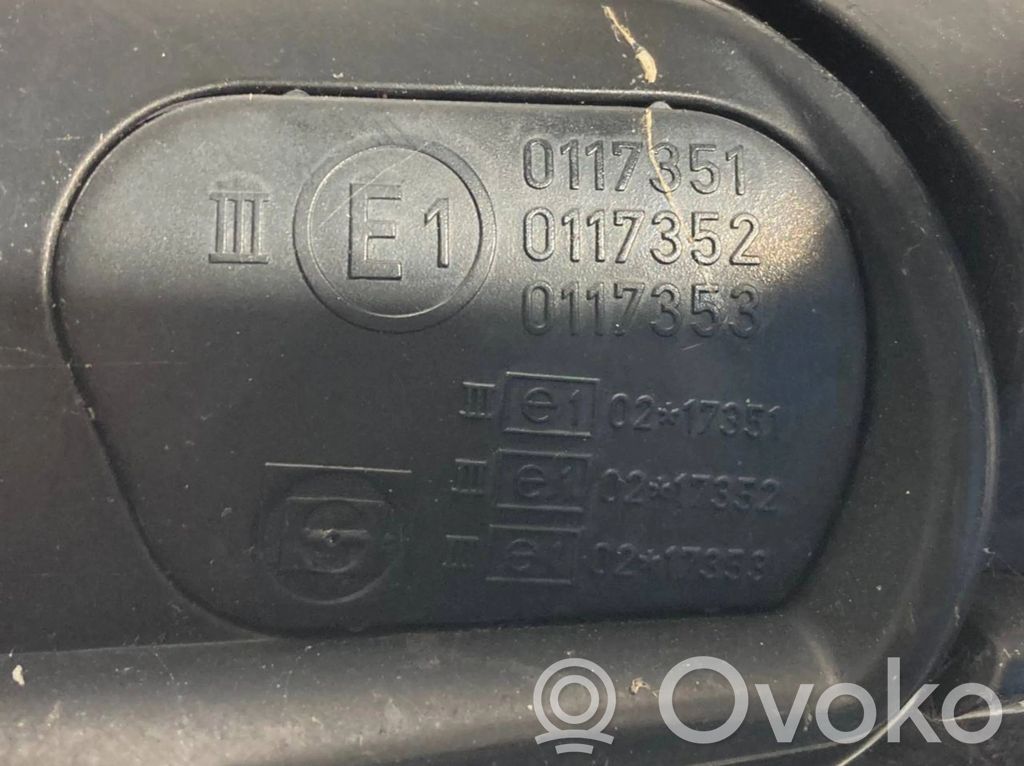 III E1 0117351
0117352
0117353
III e1 02*17351
III e1 02*17352
III e1 02*17353
Ovoko